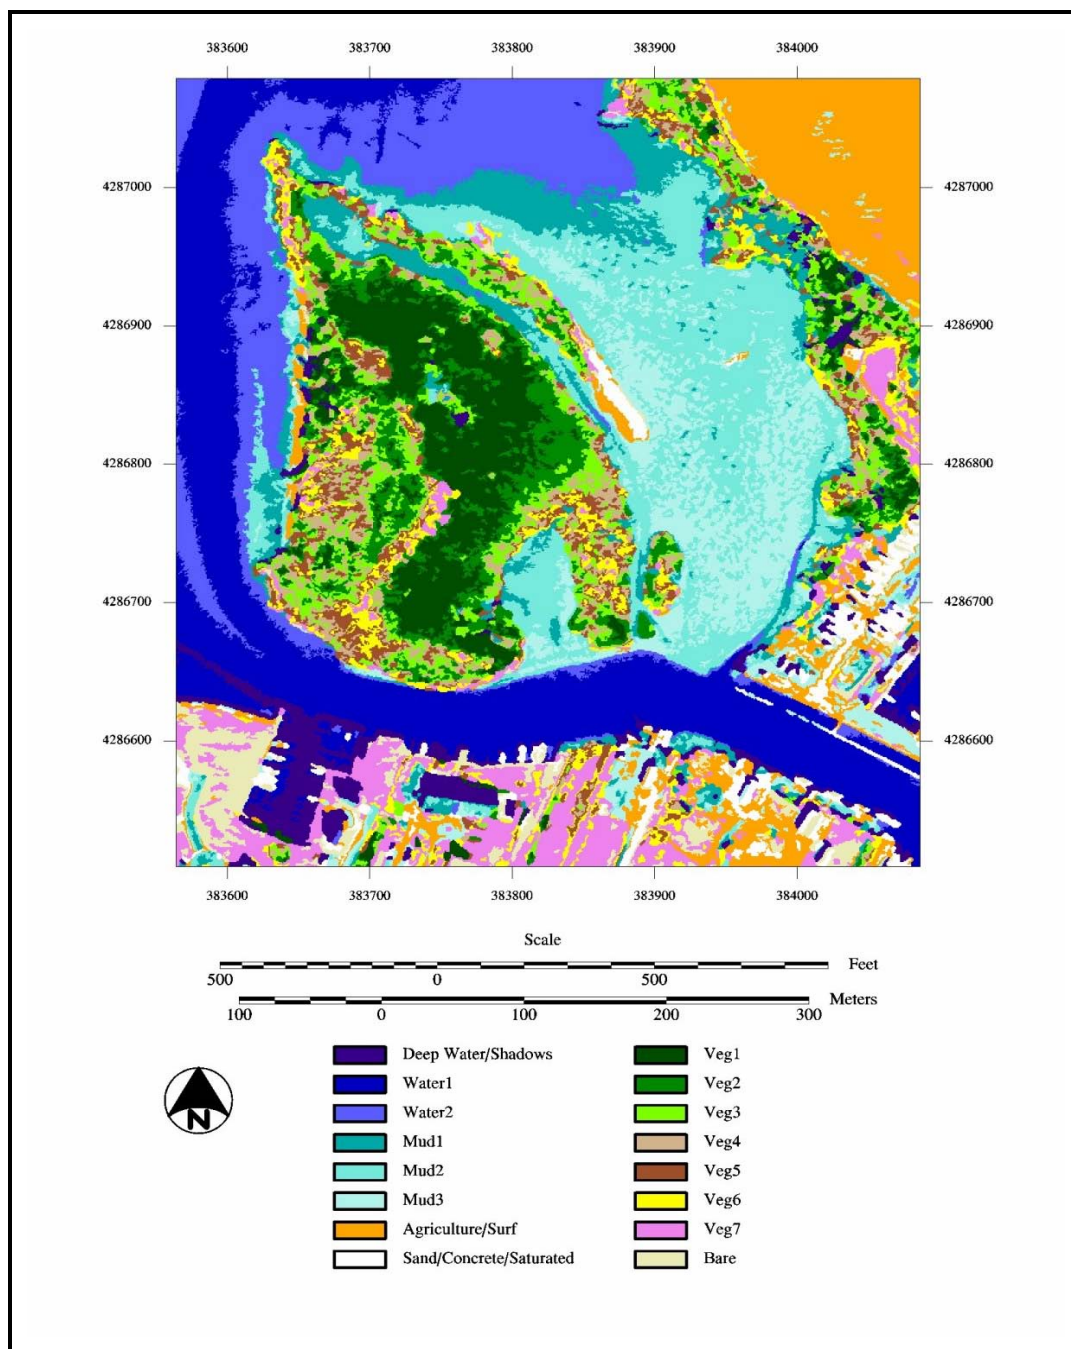 383600 383700 383800 383900 384000
4287000 4287000
4286900 4286900
4286800 4286800
4286700 4286700
4286600 4286600
383600 383700 383800 383900 384000
Scale
Feet
500 0 500
Meters
100 0 100 200 300
Deep Water/Shadows Veg1
Water1 Veg2
Water2 Veg3
Mud1 Veg4
Mud2 Veg5
Mud3 Veg6
Agriculture/Surf Veg7
Sand/Concrete/Saturated Bare
N